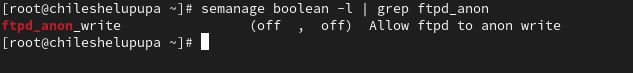 [root@chileshelupupa ~]# semanage boolean -l | grep ftpd_anon
ftpd_anon_write                (off  ,  off)  Allow ftpd to anon write
[root@chileshelupupa ~]#